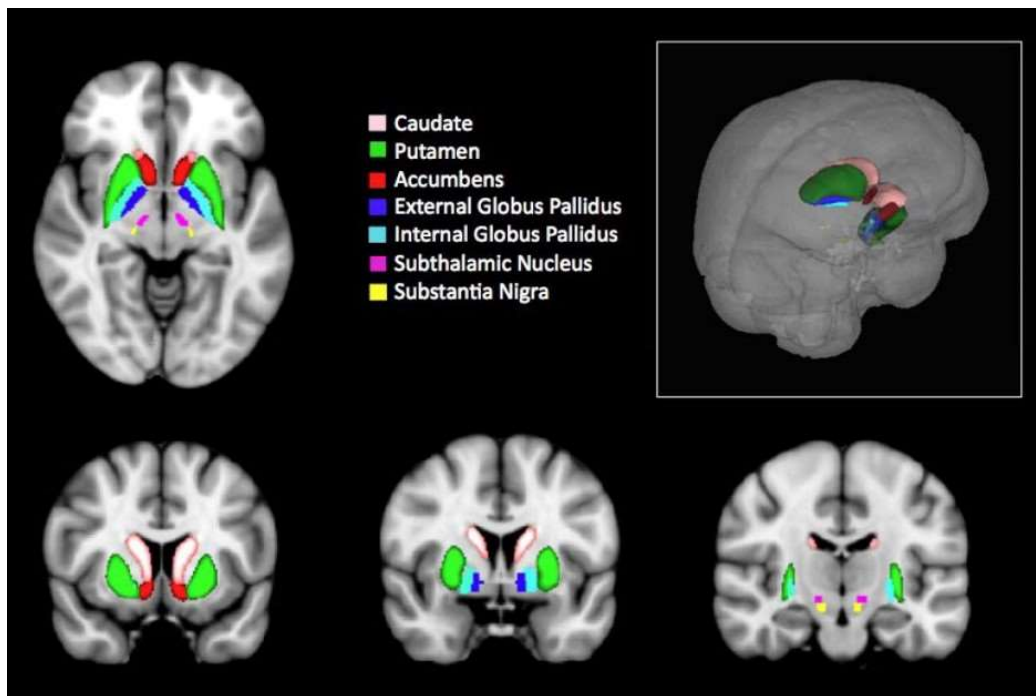 Caudate
Putamen
Accumbens
External Globus Pallidus
Internal Globus Pallidus
Subthalamic Nucleus
Substantia Nigra